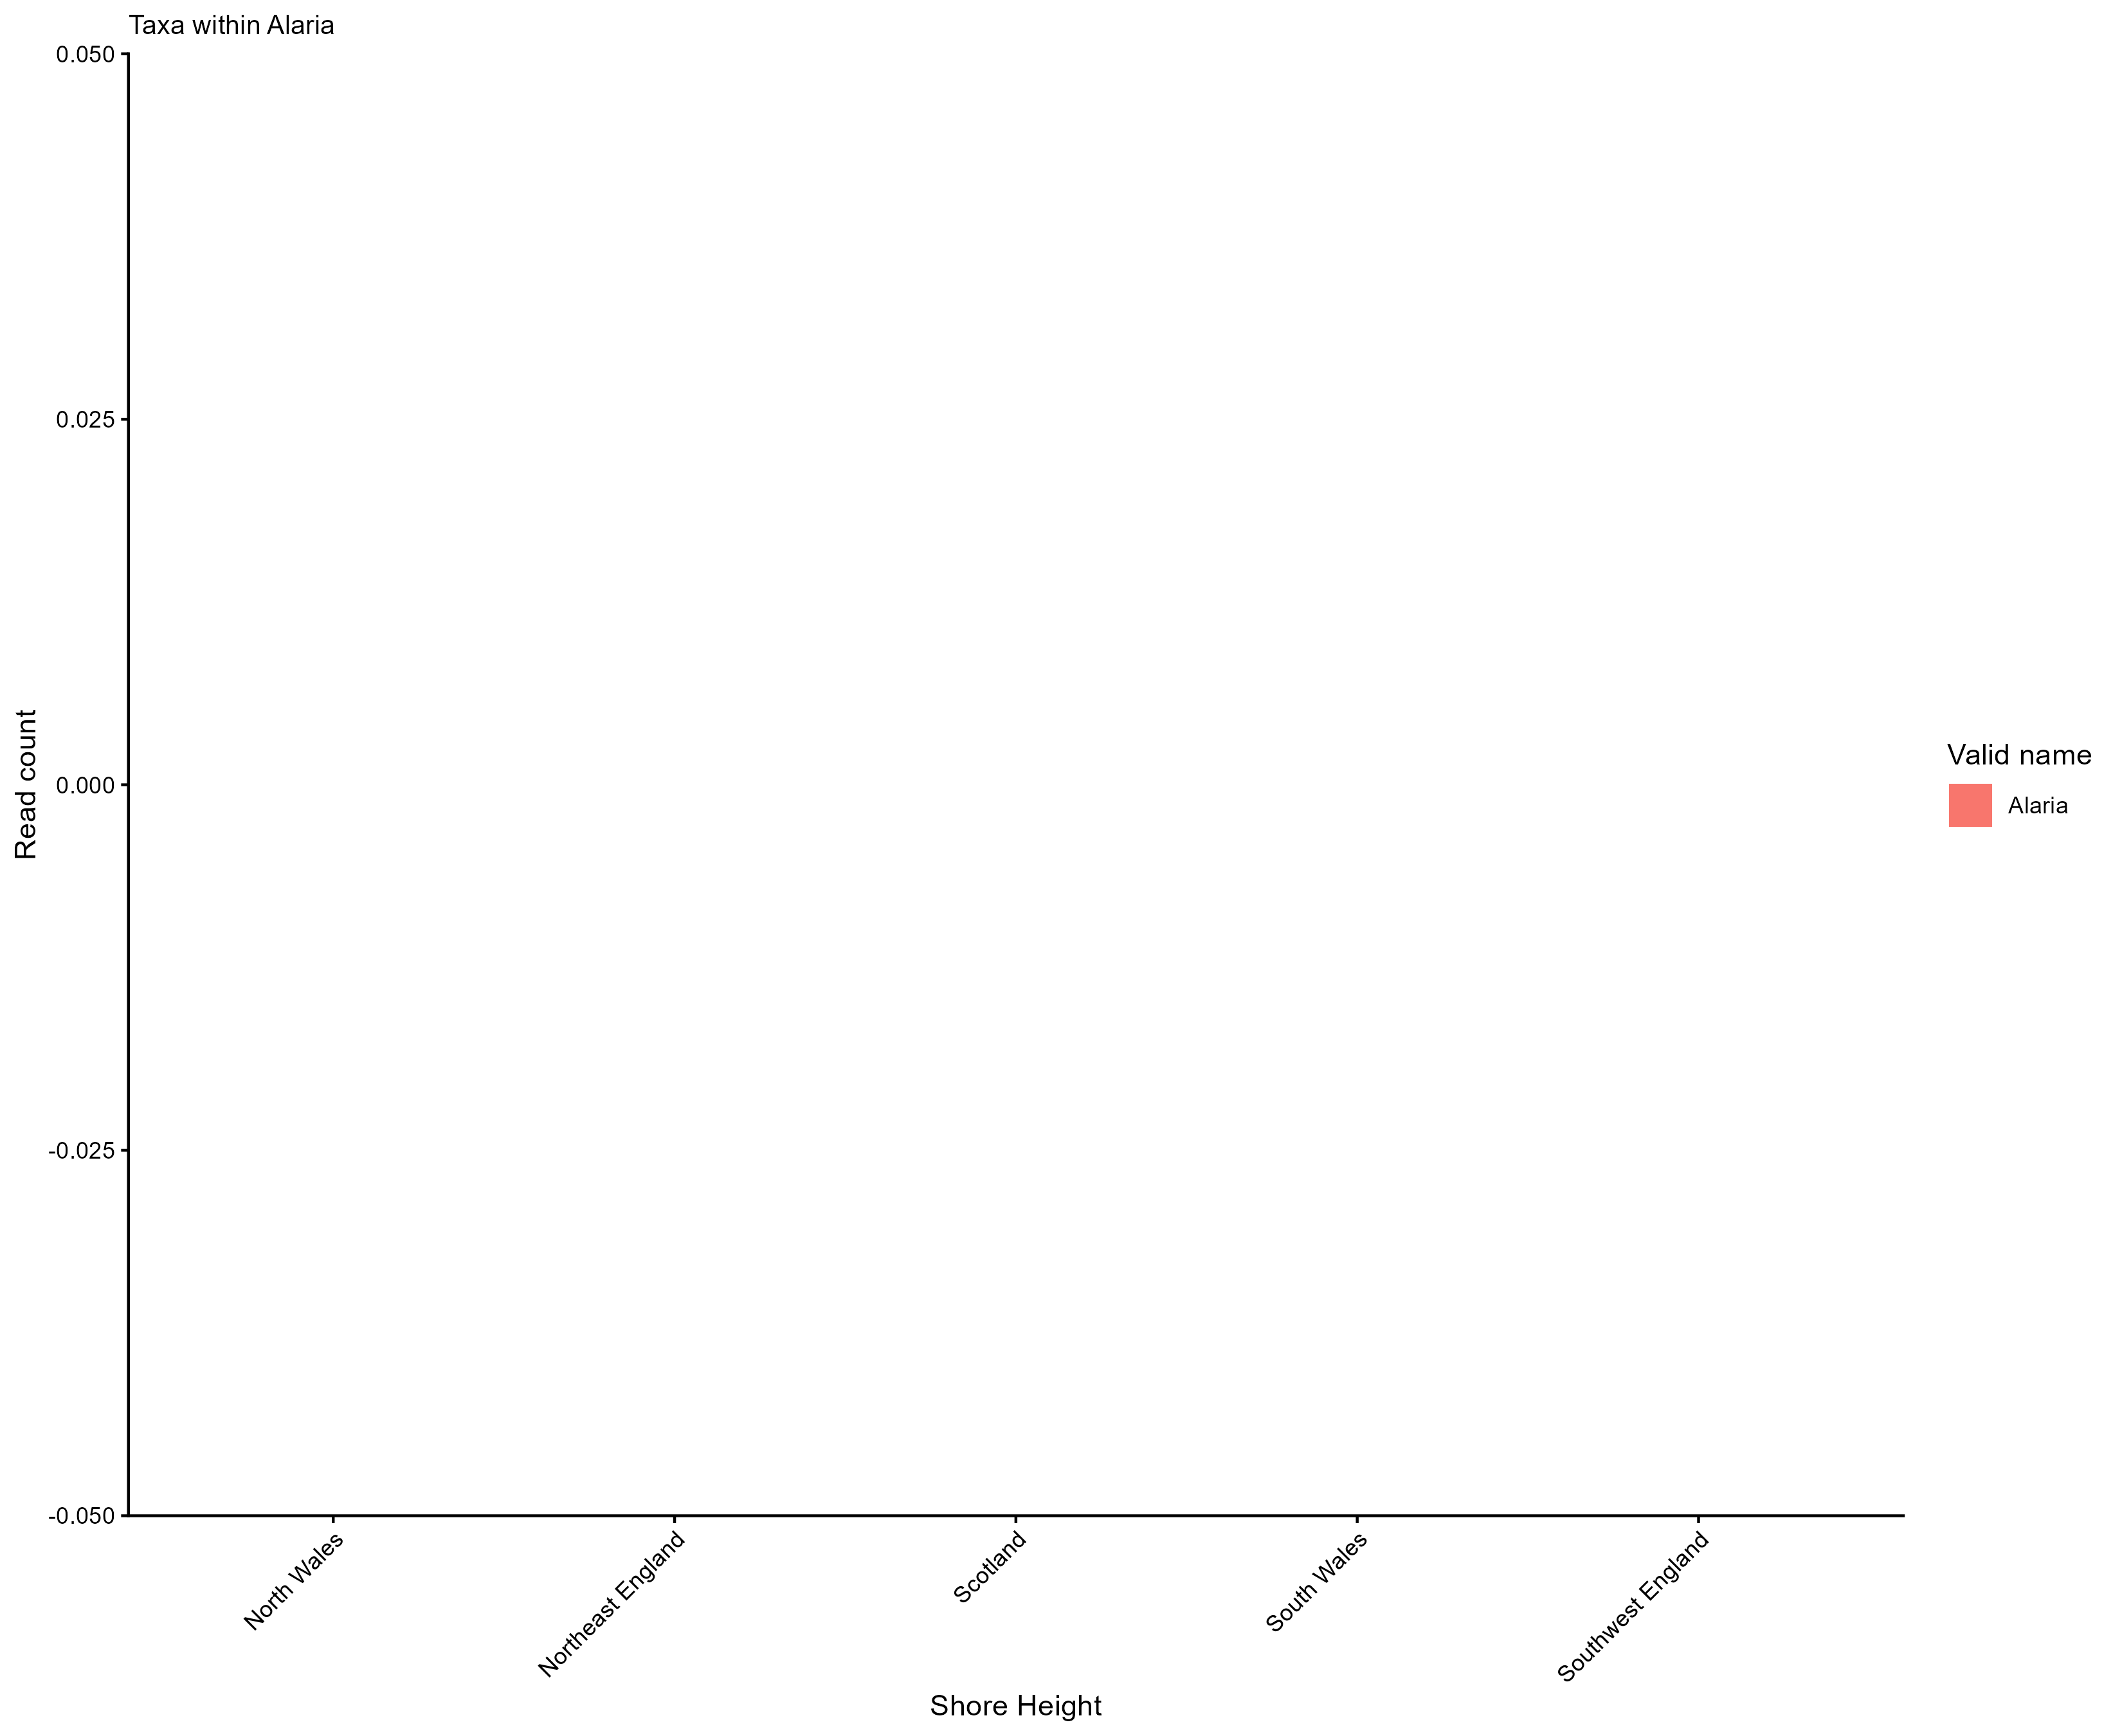 Taxa within Alaria
0.050
0.025
0.000
-0.025
-0.050
Read count
North Wales
Northeast England
Scotland
South Wales
Southwest England
Shore Height
Valid name
Alaria